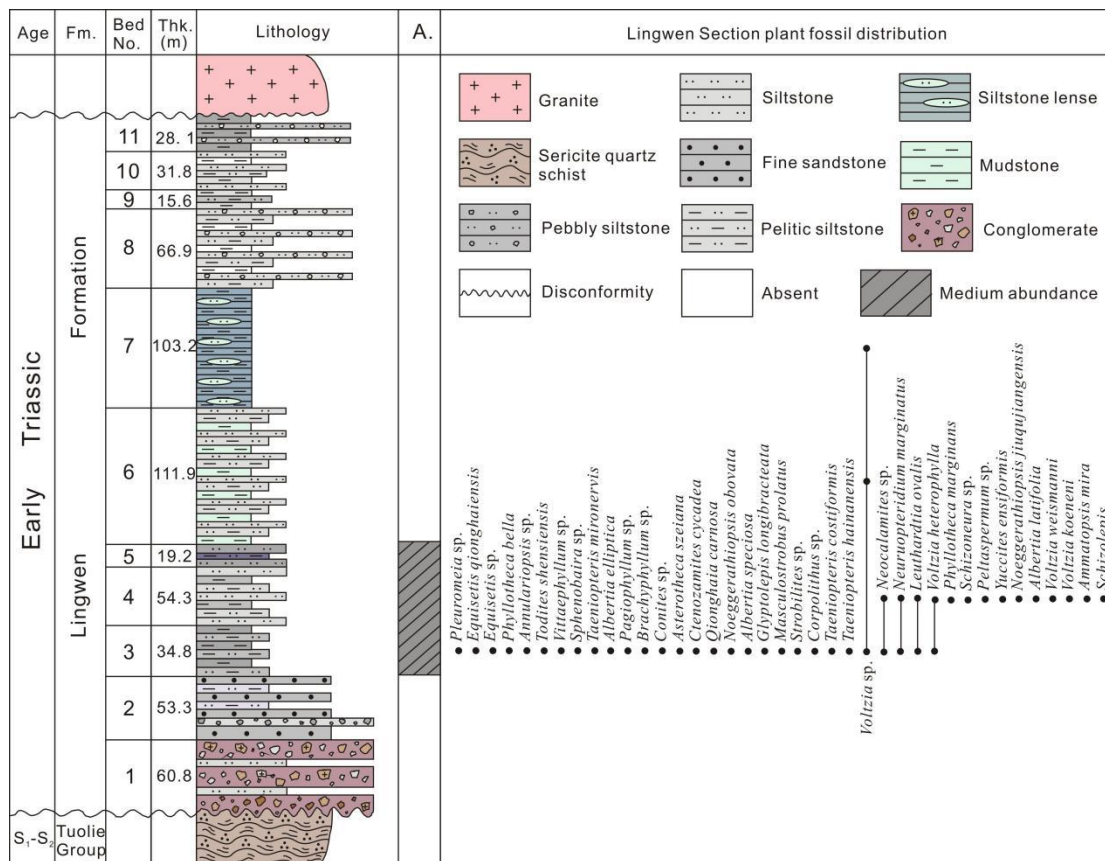 Age Fm. Bed No. Thk. (m) Lithology A. Lingwen Section plant fossil distribution
Granite
Siltstone
Siltstone lense
Sericite quartz schist
Fine sandstone
Mudstone
Pebbly siltstone
Pelitic siltstone
Conglomerate
Disconformity
Absent
Medium abundance
Early Triassic
Lingwen Formation
11 28.1
10 31.8
9 15.6
8 66.9
7 103.2
6 111.9
5 19.2
4 54.3
3 34.8
2 53.3
1 60.8
S1-S2 Tuolie Group
Pleuromeia sp.
Equisetis qionghaiensis
Equisetis sp.
Phyllotheca bella
Annulariopsis sp.
Todites shensiensis
Vittaephyllum sp.
Sphenobaira sp.
Taeniopteris mironervis
Albertia elliptica
Pagiophyllum sp.
Brachyphyllum sp.
Conites sp.
Asterotheca szeiana
Ctenozamites cycadea
Qionghaia carnosa
Noeggerathiopsis obovata
Albertia speciosa
Glyptolepis longibracteata
Masculostrobus prolatus
Strobilites sp.
Corpolithus sp.
Taeniopteris costiformis
Taeniopteris hainanensis
Voltzia sp.
Neocalamites sp.
Neuruopteridium marginatus
Leuthardtia ovalis
Voltzia heterophylla
Phyllotheca marginans
Schizoneura sp.
Peltaspermum sp.
Yuccites ensiformis
Noeggerathiopsis jiuqujiangensis
Albertia latifolia
Voltzia weismanni
Voltzia koeneni
Ammatopsis mira
Schizolepis